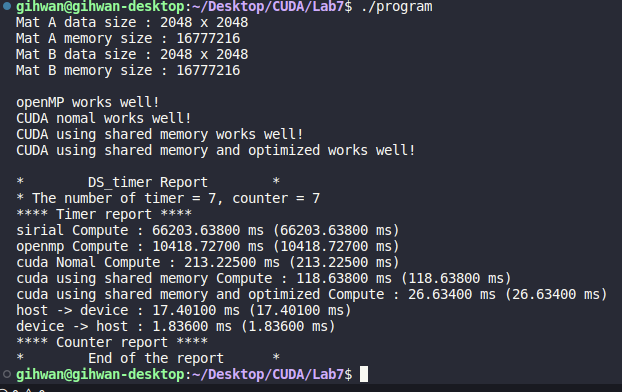 gihwan@gihwan-desktop:~/Desktop/CUDA/Lab7$ ./program
Mat A data size : 2048 x 2048
Mat A memory size : 16777216
Mat B data size : 2048 x 2048
Mat B memory size : 16777216
openMP works well!
CUDA nomal works well!
CUDA using shared memory works well!
CUDA using shared memory and optimized works well!
*        DS_timer Report        *
* The number of timer = 7, counter = 7
**** Timer report ****
sirial Compute : 66203.63800 ms (66203.63800 ms)
openmp Compute : 10418.72700 ms (10418.72700 ms)
cuda Nomal Compute : 213.22500 ms (213.22500 ms)
cuda using shared memory Compute : 118.63800 ms (118.63800 ms)
cuda using shared memory and optimized Compute : 26.63400 ms (26.63400 ms)
host -> device : 17.40100 ms (17.40100 ms)
device -> host : 1.83600 ms (1.83600 ms)
**** Counter report ****
*        End of the report      *
gihwan@gihwan-desktop:~/Desktop/CUDA/Lab7$